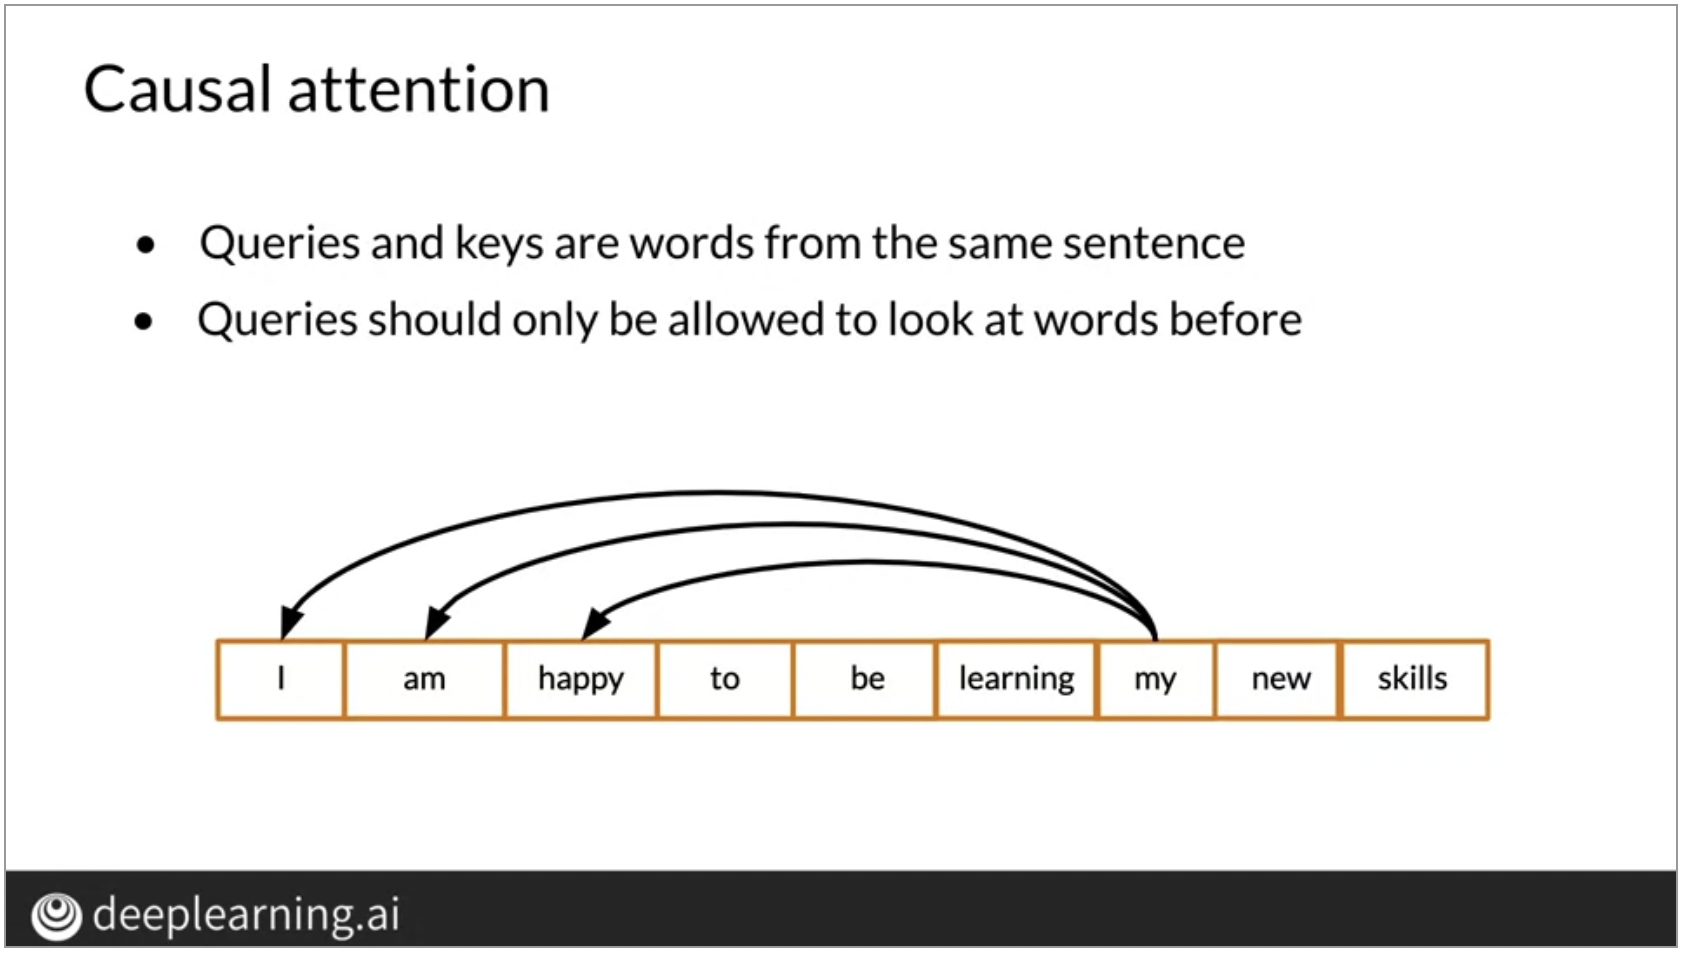 Causal attention
● Queries and keys are words from the same sentence
● Queries should only be allowed to look at words before
I am happy to be learning my new skills
deeplearning.ai